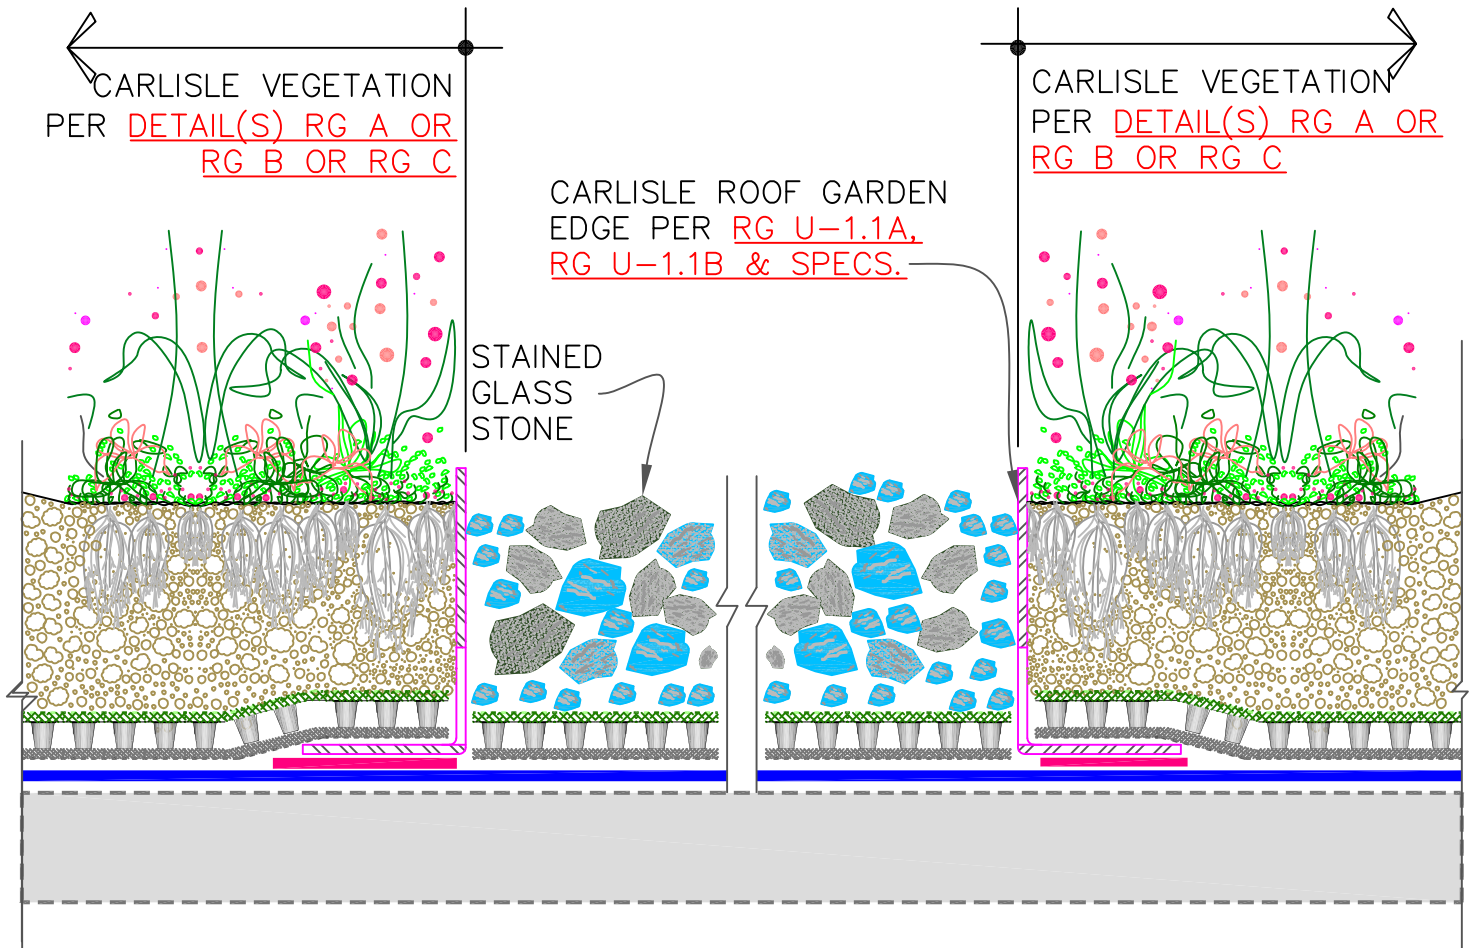 CARLISLE VEGETATION
PER DETAIL(S) RG A OR
RG B OR RG C
CARLISLE VEGETATION
PER DETAIL(S) RG A OR
RG B OR RG C
CARLISLE ROOF GARDEN
EDGE PER RG U-1.1A,
RG U-1.1B & SPECS.
STAINED
GLASS
STONE